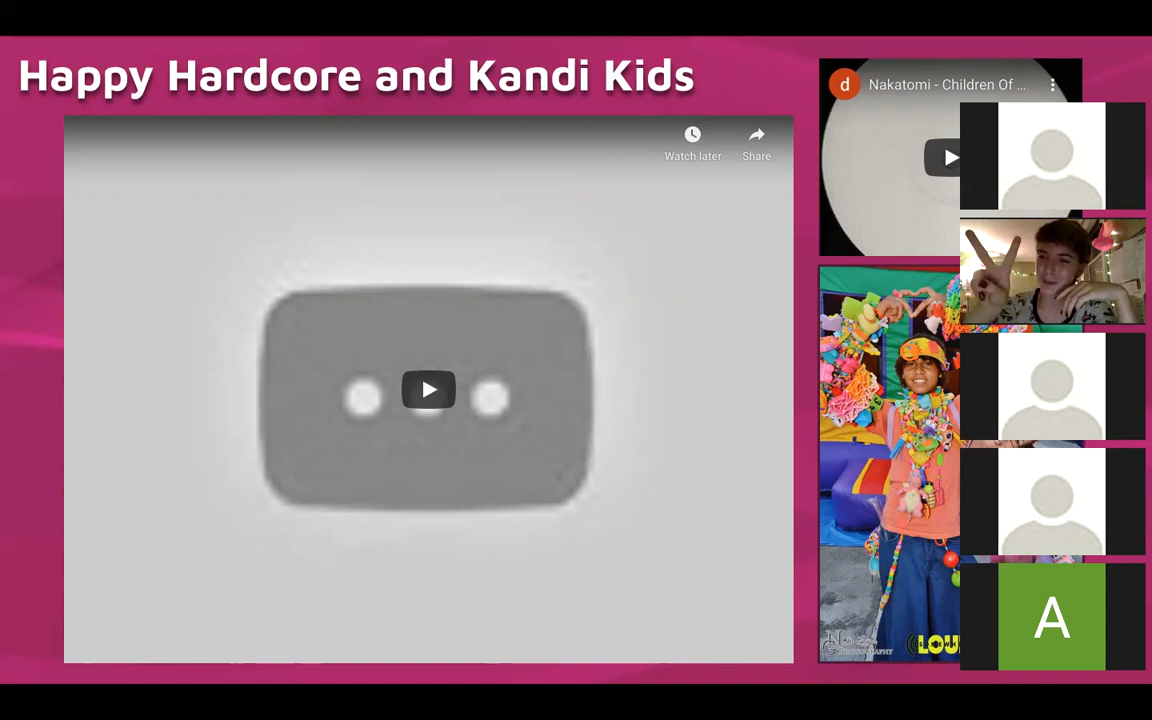 Happy Hardcore and Kandi Kids
Watch later
Share
d
Nakatomi - Children Of ...
A